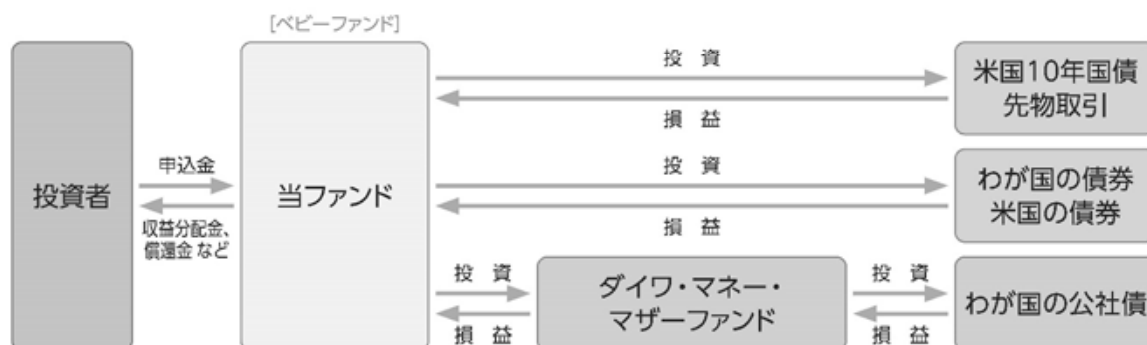 [ベビーファンド]
投資者
申込金
収益分配金、
償還金 など
当ファンド
投 資
損 益
米国10年国債
先物取引
投 資
損 益
わが国の債券
米国の債券
投 資
損 益
ダイワ・マネー・
マザーファンド
投 資
損 益
わが国の公社債